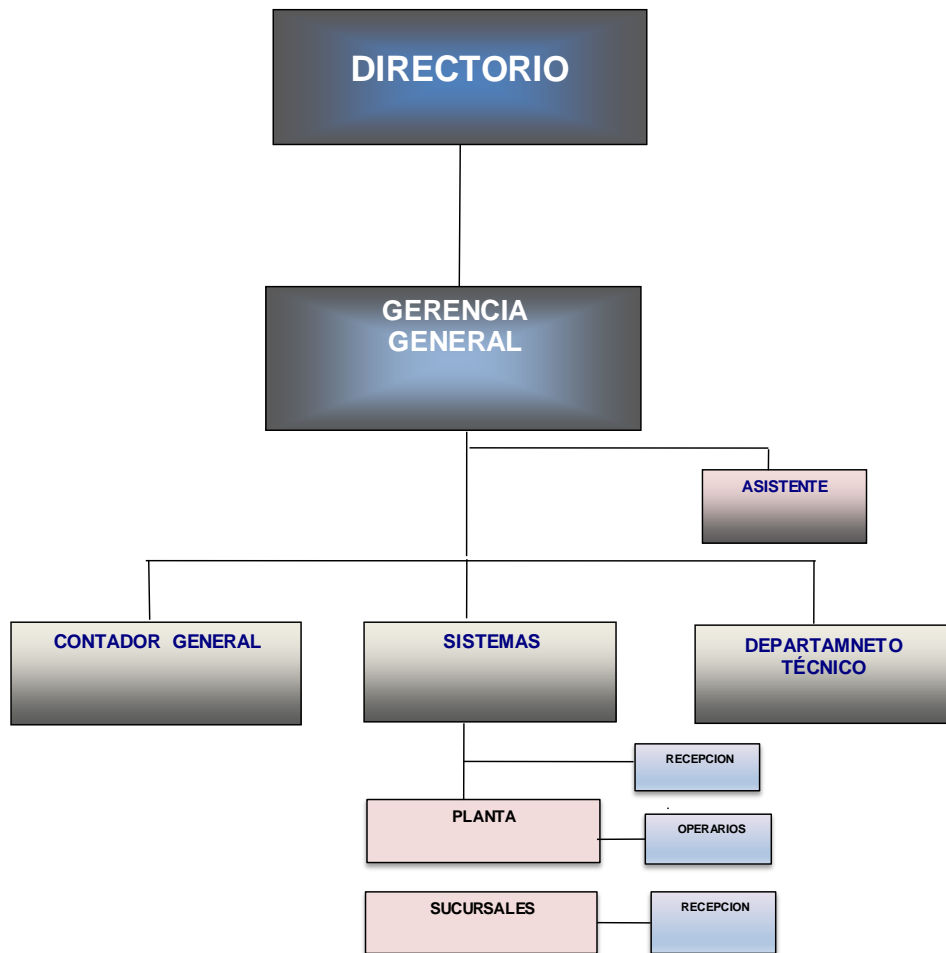 DIRECTORIO
GERENCIA
GENERAL
ASISTENTE
CONTADOR GENERAL
SISTEMAS
DEPARTAMNETO
TÉCNICO
RECEPCION
PLANTA
OPERARIOS
SUCURSALES
RECEPCION